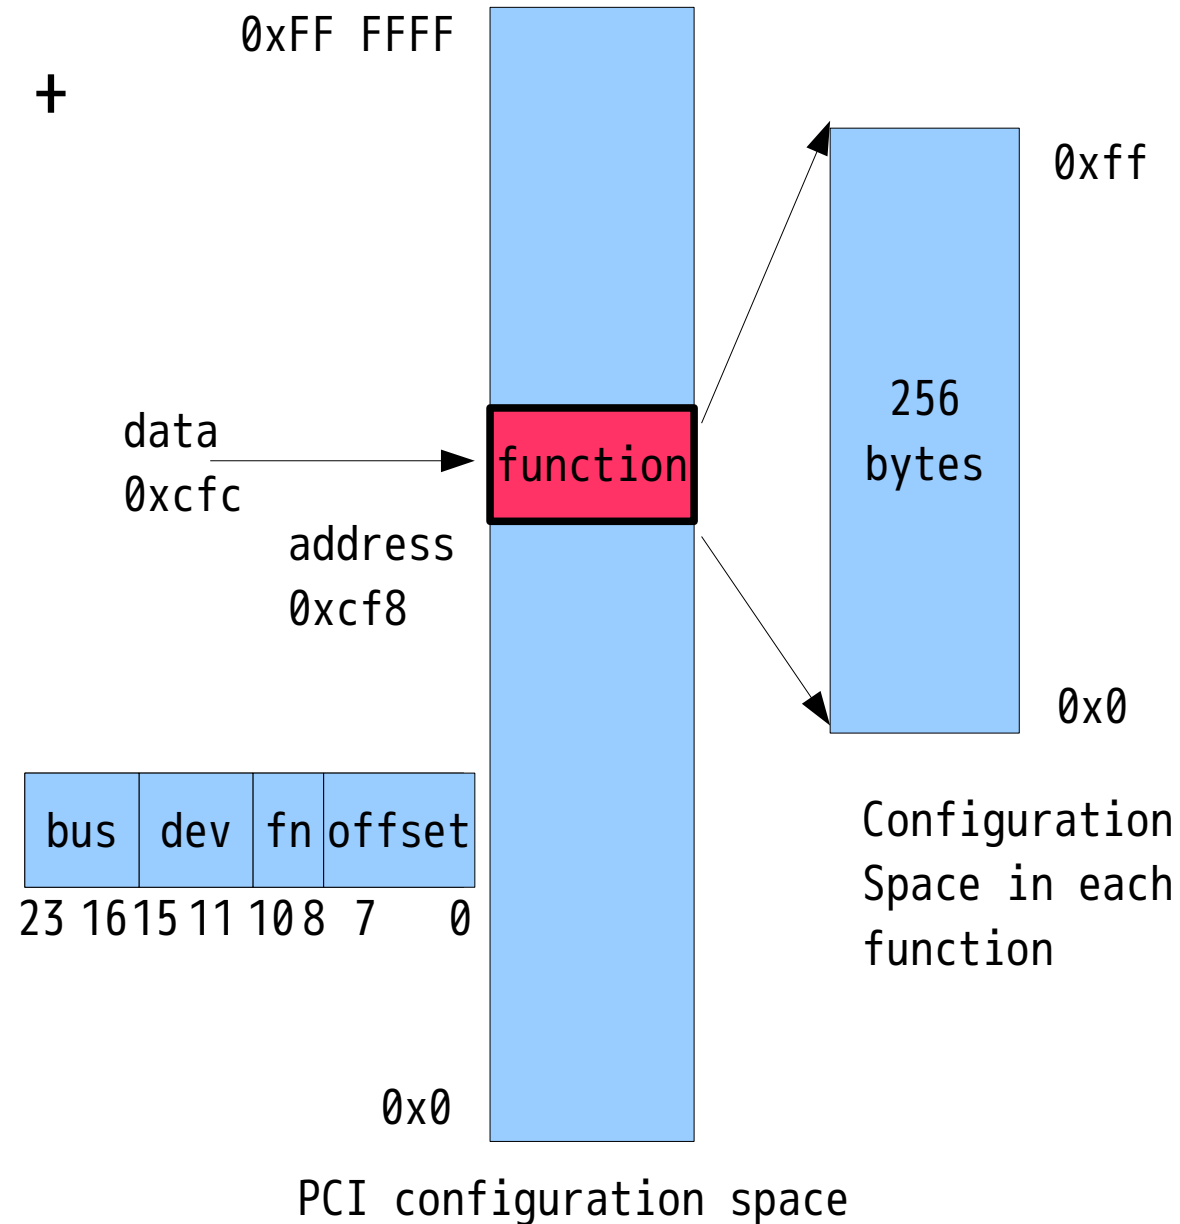 0xFF FFFF
+
0xff
256
bytes
data
0xcfc
function
address
0xcf8
0x0
bus dev fn offset
23 16 15 11 10 8 7 0
Configuration
Space in each
function
0x0
PCI configuration space